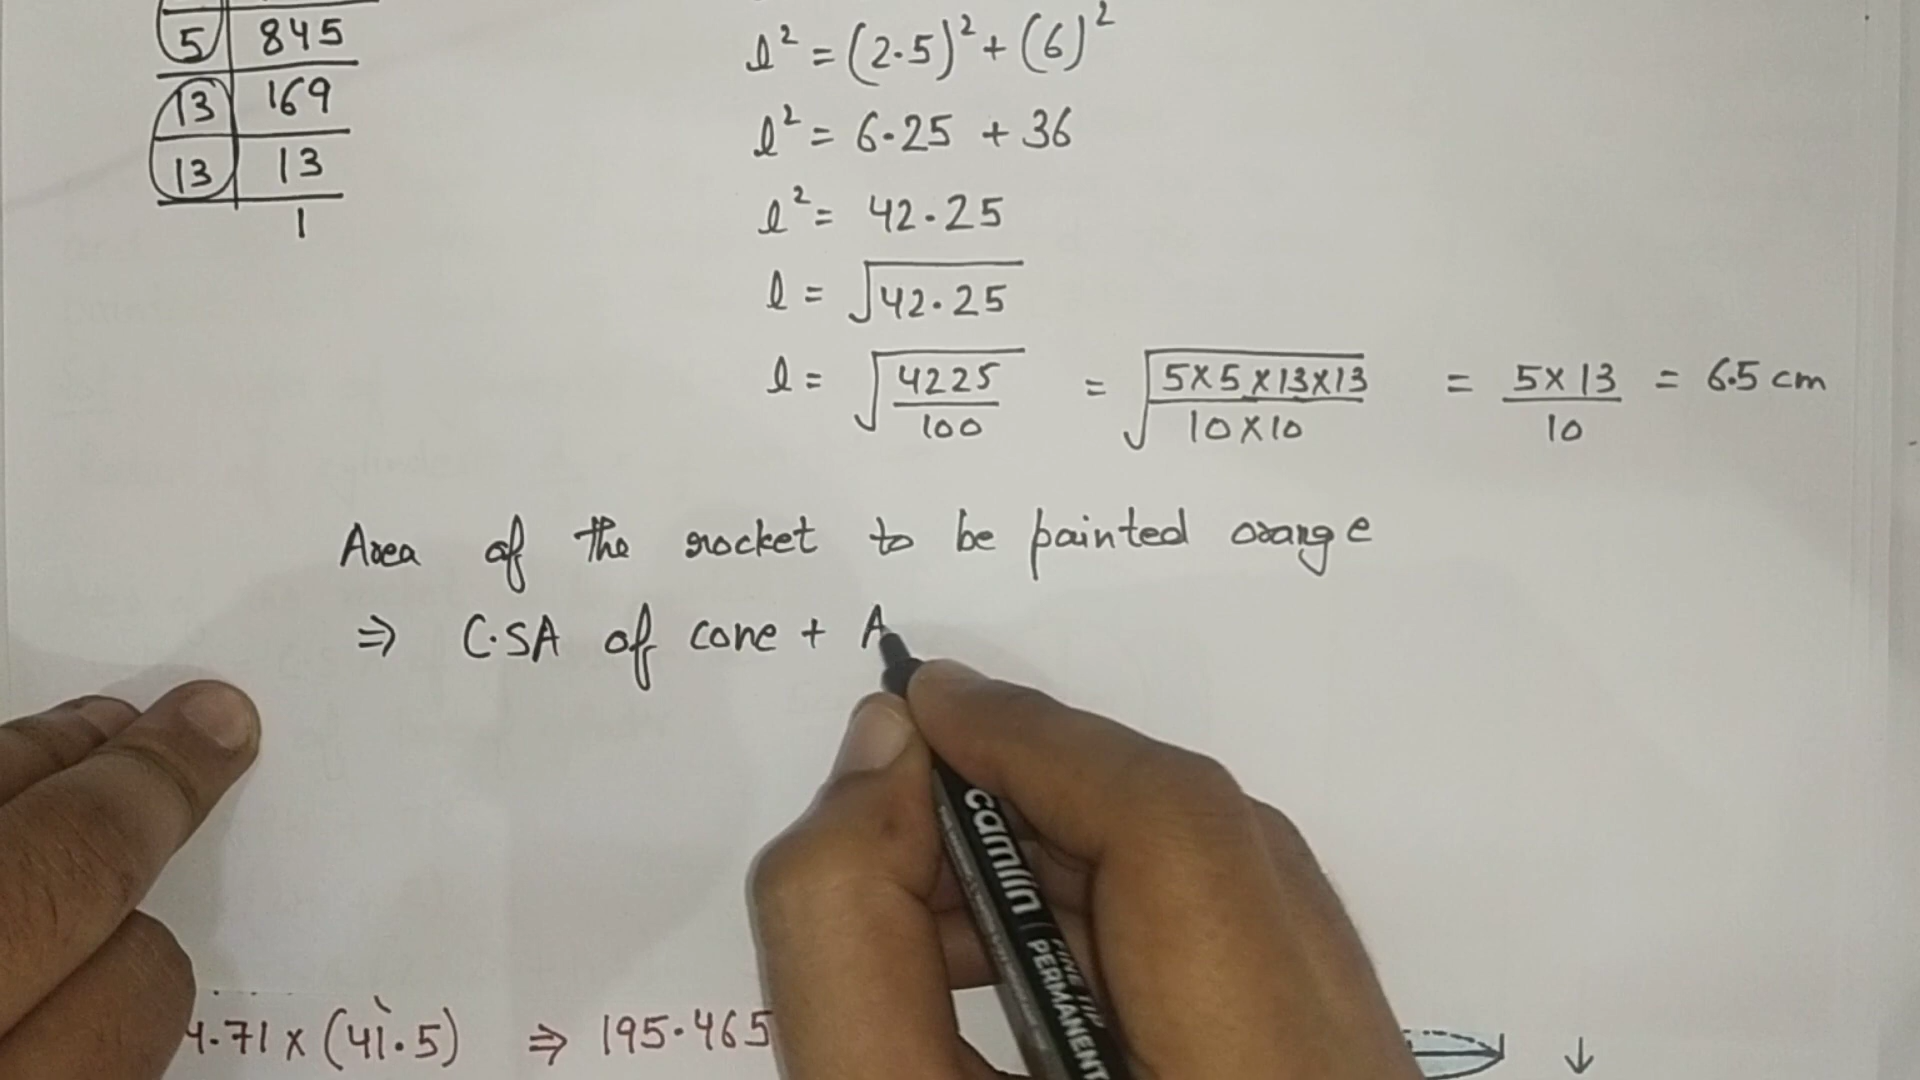 5 | 845
13 | 169
13 | 13
1
l² = (2.5)² + (6)²
l² = 6.25 + 36
l² = 42.25
l = √42.25
l = √4225/100 = √5×5×13×13/10×10 = 5×13/10 = 6.5 cm
Area of the rocket to be painted orange
⇒ C.SA of cone + A
4.71 × (41.5) ⇒ 195.465
camlin
FINE TIP
PERMANENT